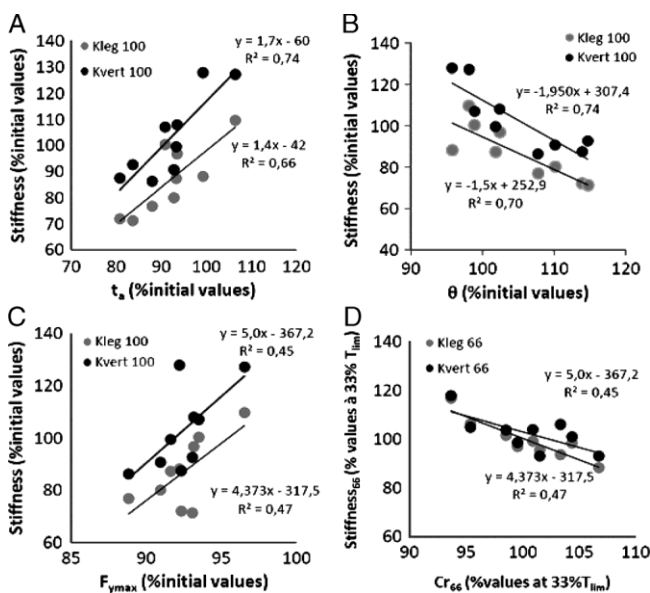 A
Stiffness (%initial values)
140
130
120
110
100
90
80
70
60
Kleg 100
Kvert 100
y = 1,7x - 60
R² = 0,74
y = 1,4x - 42
R² = 0,66
70 80 90 100 110 120
ta (%initial values)
B
Stiffness (%initial values)
140
120
100
80
60
40
Kleg 100
Kvert 100
y= -1,950x + 307,4
R² = 0,74
y = -1,5x + 252,9
R² = 0,70
90 100 110 120
θ (%initial values)
C
Stiffness (%initial values)
140
120
100
80
60
Kleg 100
Kvert 100
y = 5,0x - 367,2
R² = 0,45
y = 4,373x - 317,5
R² = 0,47
85 90 95 100
Fymax (%initial values)
D
Stiffness66 (% values à 33% Tlim)
140
120
100
80
60
Kleg 66
Kvert 66
y = 5,0x - 367,2
R² = 0,45
y = 4,373x - 317,5
R² = 0,47
90 95 100 105 110
Cr66 (%values at 33%Tlim)